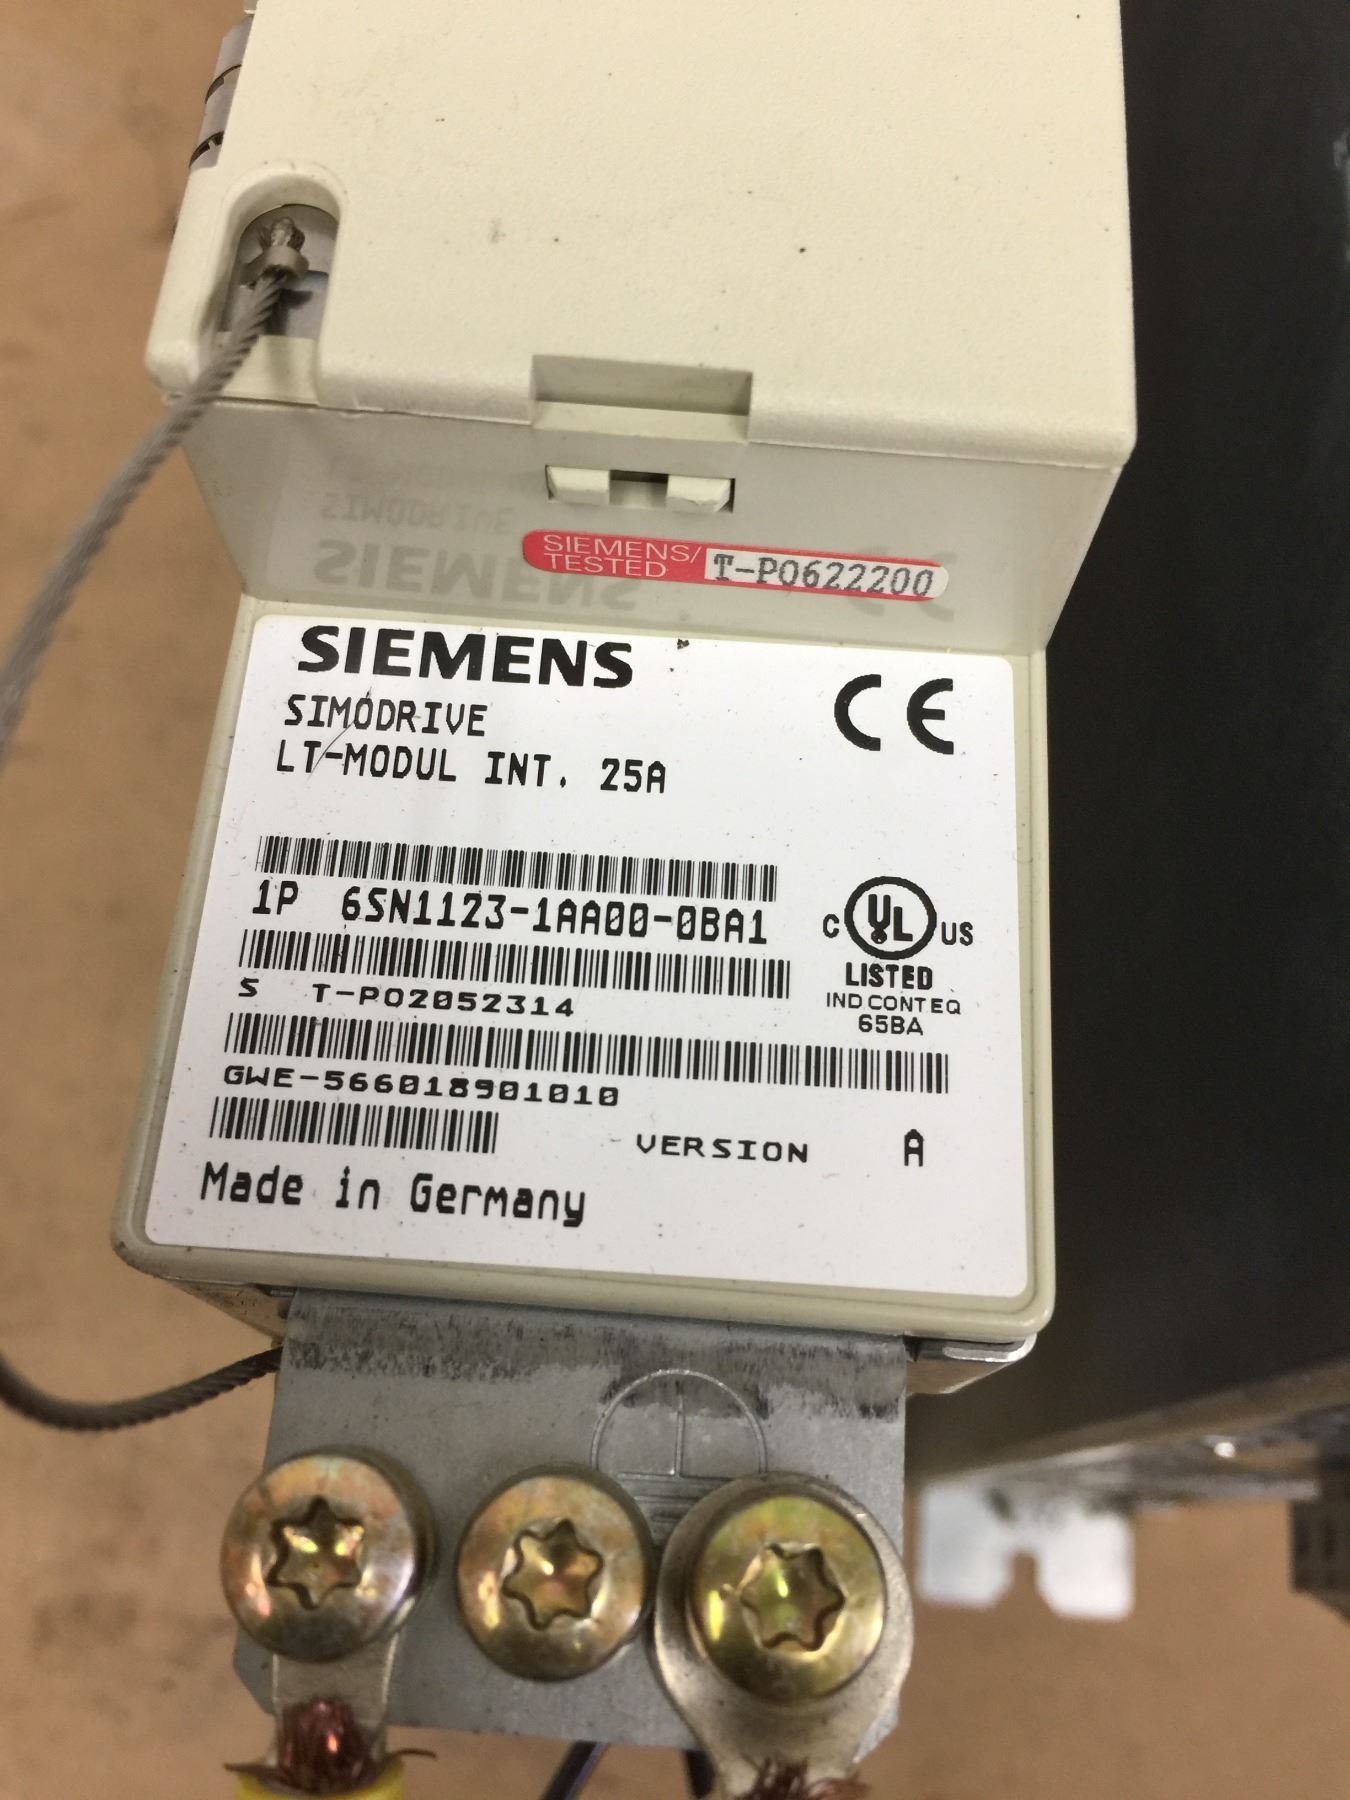 SIEMENS/
TESTED
T-P0622200
SIEMENS
CE
SIMODRIVE
LT-MODUL INT. 25A
1P 6SN1123-1AA00-0BA1
C UL US
LISTED
IND CONT EQ
65BA
S T-P02052314
GWE-566018901010
VERSION A
Made in Germany